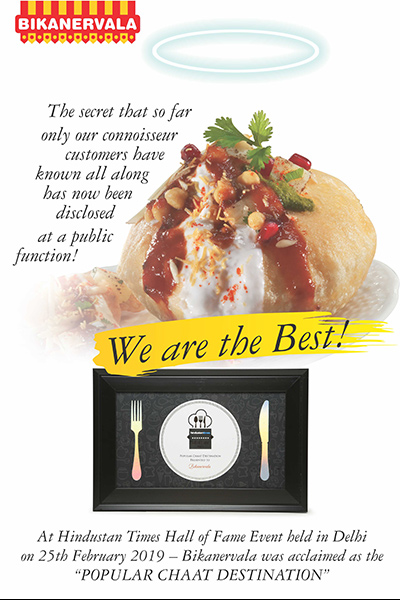 BIKANERVALA
The secret that so far
only our connoisseur
customers have
known all along
has now been
disclosed
at a public
function!
We are the Best!
At Hindustan Times Hall of Fame Event held in Delhi
on 25th February 2019 – Bikanervala was acclaimed as the
“POPULAR CHAAT DESTINATION”